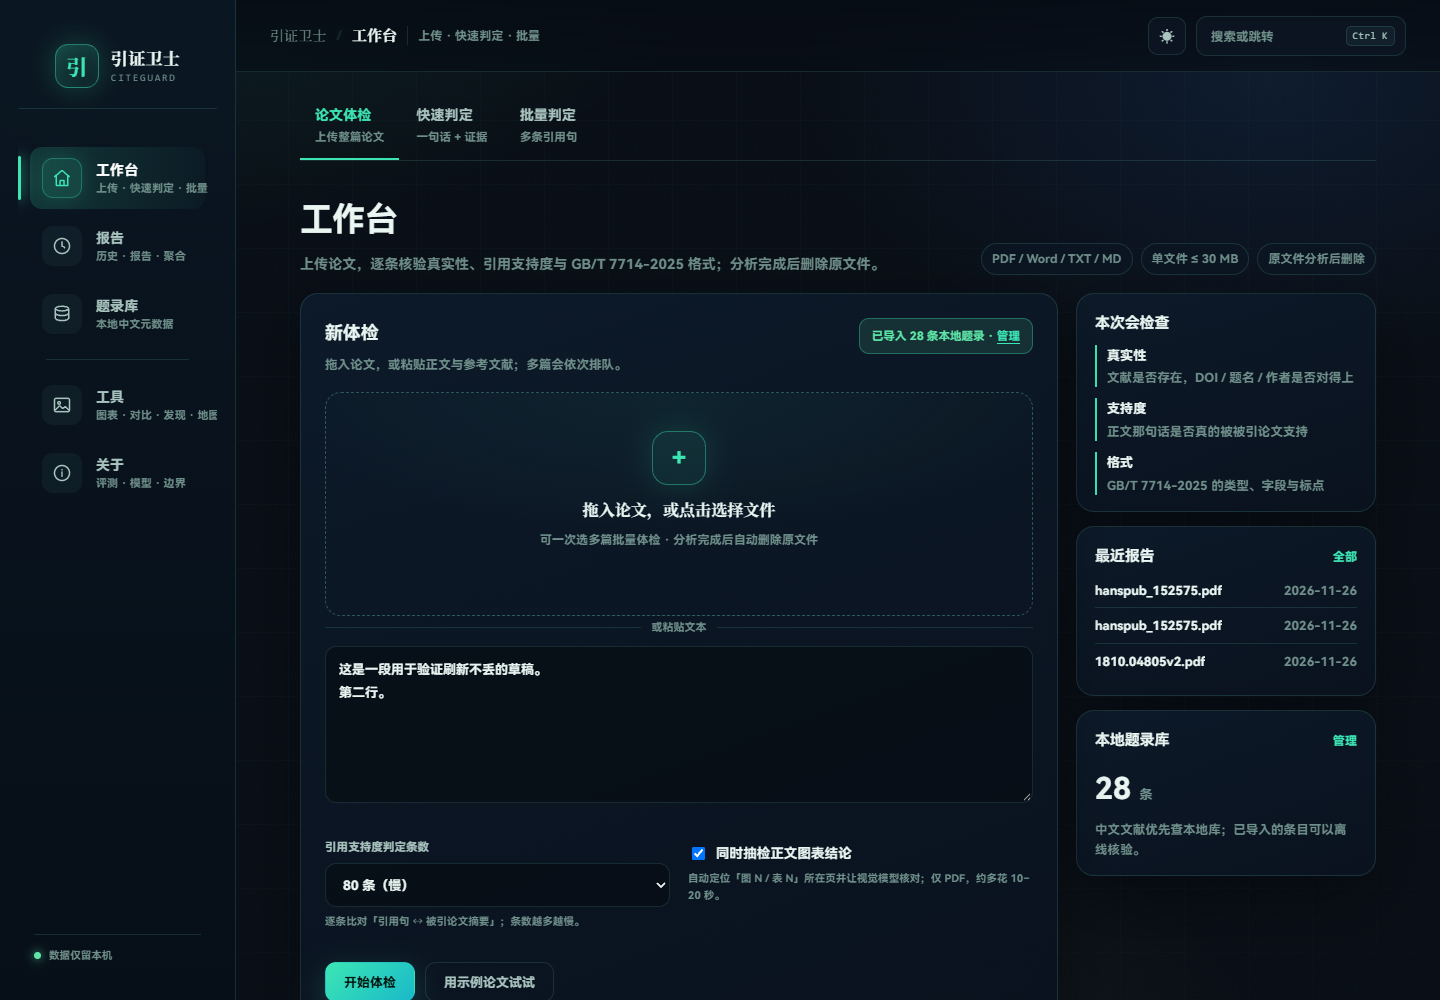 引
引证卫士
CITEGUARD
工作台
上传 · 快速判定 · 批量
报告
历史 · 报告 · 聚合
题录库
本地中文元数据
工具
图表 · 对比 · 发现 · 地
关于
评测 · 模型 · 边界
数据仅留本机
引证卫士 / 工作台 上传 · 快速判定 · 批量
搜索或跳转 Ctrl K
论文体检 快速判定 批量判定
上传整篇论文 一句话 + 证据 多条引用句
工作台
上传论文，逐条核验真实性、引用支持度与 GB/T 7714-2025 格式；分析完成后删除原文件。
PDF / Word / TXT / MD 单文件 ≤ 30 MB 原文件分析后删除
新体检
拖入论文，或粘贴正文与参考文献；多篇会依次排队。
已导入 28 条本地题录 · 管理
+
拖入论文，或点击选择文件
可一次选多篇批量体检 · 分析完成后自动删除原文件
或粘贴文本
这是一段用于验证刷新不丢的草稿。
第二行。
引用支持度判定条数
80 条（慢）
逐条比对「引用句 ↔ 被引论文摘要」；条数越多越慢。
同时抽检正文图表结论
自动定位「图 N / 表 N」所在页并让视觉模型核对；仅 PDF，约多花 10–
20 秒。
开始体检 用示例论文试试
本次会检查
真实性
文献是否存在，DOI / 题名 / 作者是否对得上
支持度
正文那句话是否真的被被引论文支持
格式
GB/T 7714-2025 的类型、字段与标点
最近报告 全部
hanspub_152575.pdf 2026-11-26
hanspub_152575.pdf 2026-11-26
1810.04805v2.pdf 2026-11-26
本地题录库 管理
28 条
中文文献优先查本地库；已导入的条目可以离
线核验。